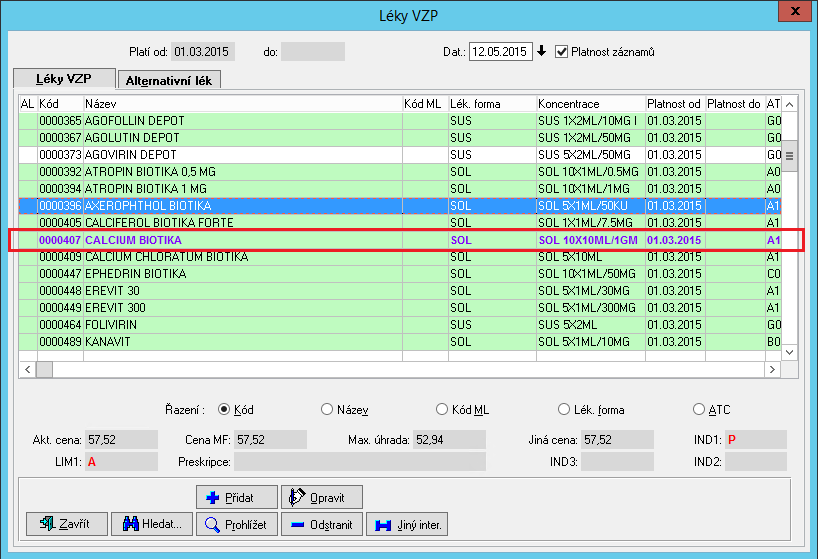 Léky VZP
Platí od: 01.03.2015 do: Dat.: 12.05.2015 Platnost záznamů
Léky VZP Alternativní lék
AL Kód Název Kód ML Lék. forma Koncentrace Platnost od Platnost do AT
0000365 AGOFOLLIN DEPOT SUS SUS 1X2ML/10MG I 01.03.2015 G0
0000367 AGOLUTIN DEPOT SUS SUS 1X2ML/50MG 01.03.2015 G0
0000373 AGOVIRIN DEPOT SUS SUS 5X2ML/50MG 01.03.2015 G0
0000392 ATROPIN BIOTIKA 0,5 MG SOL SOL 10X1ML/0.5MG 01.03.2015 A0
0000394 ATROPIN BIOTIKA 1 MG SOL SOL 10X1ML/1MG 01.03.2015 A0
0000396 AXEROPHTHOL BIOTIKA SOL SOL 5X1ML/50KU 01.03.2015 A1
0000405 CALCIFEROL BIOTIKA FORTE SOL SOL 1X1ML/7.5MG 01.03.2015 A1
0000407 CALCIUM BIOTIKA SOL SOL 10X10ML/1GM 01.03.2015 A1
0000409 CALCIUM CHLORATUM BIOTIKA SOL SOL 5X10ML 01.03.2015 A1
0000447 EPHEDRIN BIOTIKA SOL SOL 10X1ML/50MG 01.03.2015 C0
0000448 EREVIT 30 SOL SOL 5X1ML/30MG 01.03.2015 A1
0000449 EREVIT 300 SOL SOL 5X1ML/300MG 01.03.2015 A1
0000464 FOLIVIRIN SUS SUS 5X2ML 01.03.2015 G0
0000489 KANAVIT SOL SOL 5X1ML/10MG 01.03.2015 B0
Řazení : Kód Název Kód ML Lék. forma ATC
Akt. cena: 57,52 Cena MF: 57,52 Max. úhrada: 52,94 Jiná cena: 57,52 IND1: P
LIM1: A Preskripce: IND3: IND2:
Přidat Opravit
Zavřít Hledat... Prohlížet Odstranit Jiný inter.